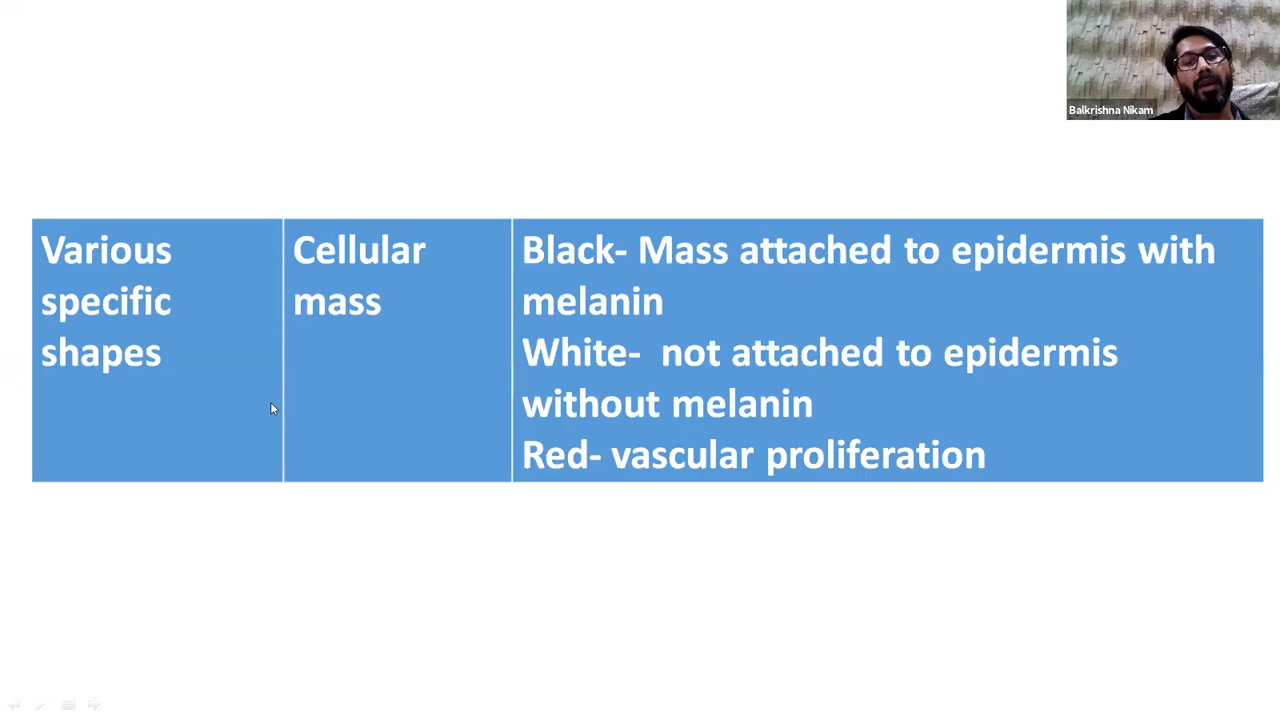 Balkrishna Nikam
Various
specific
shapes
Cellular
mass
Black- Mass attached to epidermis with
melanin
White-  not attached to epidermis
without melanin
Red- vascular proliferation